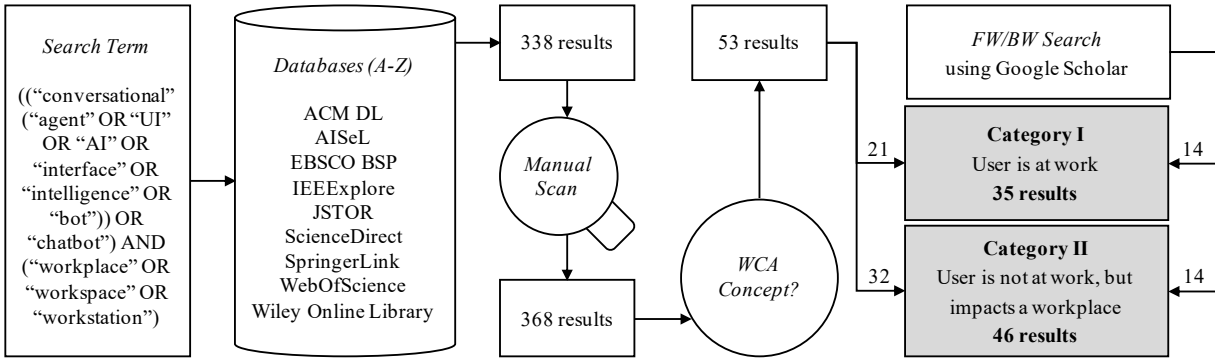 Search Term
((“conversational”
(“agent” OR “UI”
OR “AI” OR
“interface” OR
“intelligence” OR
“bot”)) OR
“chatbot”) AND
(“workplace” OR
“workspace” OR
“workstation”)
Databases (A-Z)
ACM DL
AISeL
EBSCO BSP
IEEExplore
JSTOR
ScienceDirect
SpringerLink
WebOfScience
Wiley Online Library
338 results
Manual
Scan
368 results
WCA
Concept?
53 results
21
32
FW/BW Search
using Google Scholar
Category I
User is at work
35 results
14
Category II
User is not at work, but
impacts a workplace
46 results
14